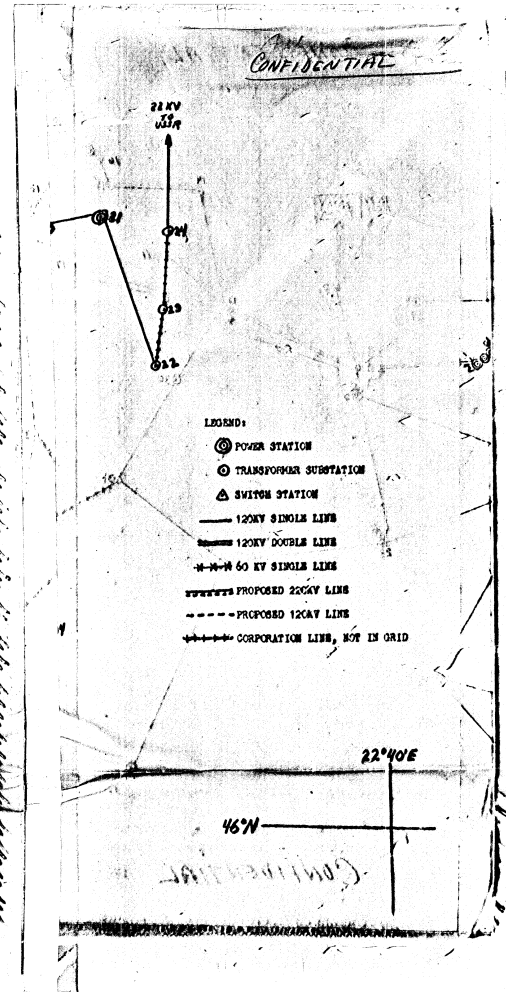 CONFIDENTIAL
22 KV
TO
USSR
21
24
23
22
LEGEND:
POWER STATION
TRANSFORMER SUBSTATION
SWITCH STATION
120KV SINGLE LINE
120KV DOUBLE LINE
60 KV SINGLE LINE
PROPOSED 220KV LINE
PROPOSED 120KV LINE
CORPORATION LINE, NOT IN GRID
22°40'E
46°N
CONFIDENTIAL